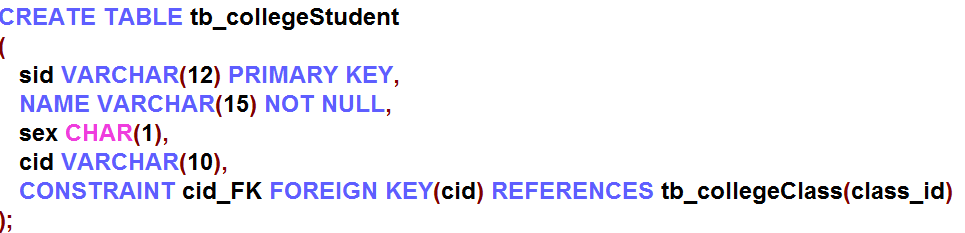 CREATE TABLE tb_collegeStudent
(
sid VARCHAR(12) PRIMARY KEY,
NAME VARCHAR(15) NOT NULL,
sex CHAR(1),
cid VARCHAR(10),
CONSTRAINT cid_FK FOREIGN KEY(cid) REFERENCES tb_collegeClass(class_id)
);